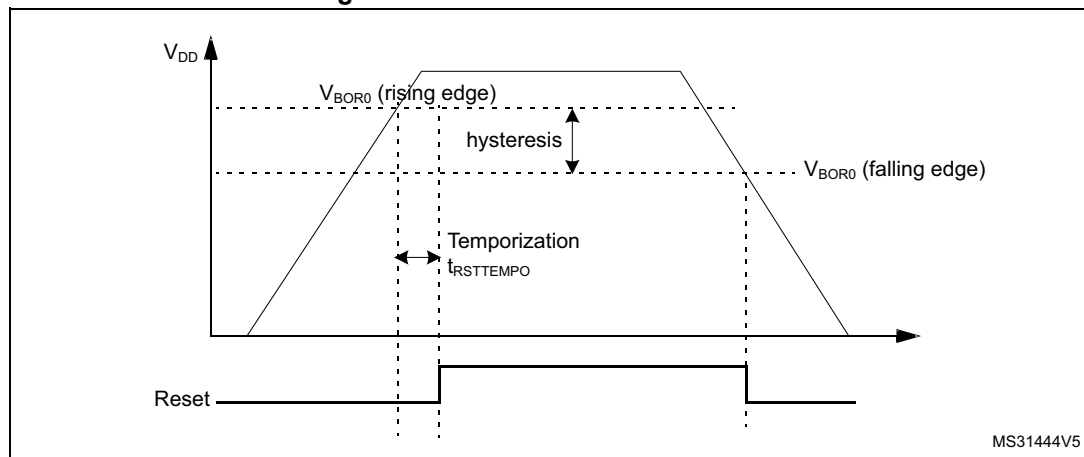 g
V_DD
V_BOR0 (rising edge)
hysteresis
V_BOR0 (falling edge)
Temporization
t_RSTTEMPO
Reset
MS31444V5